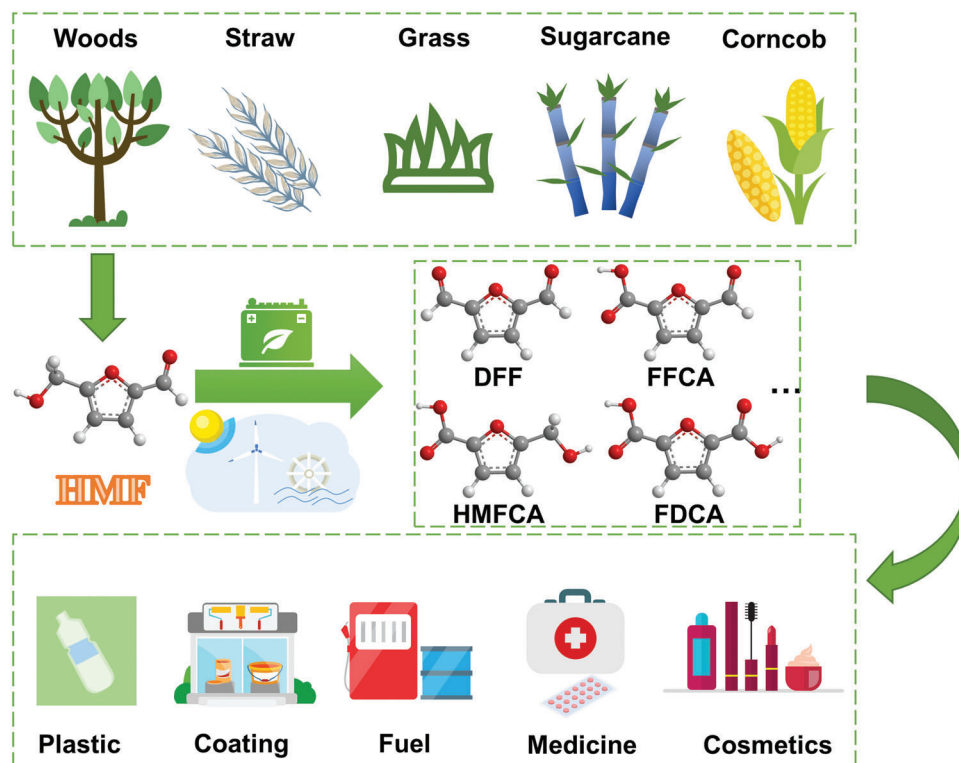 Woods Straw Grass Sugarcane Corncob
+ −
DFF FFCA
...
HMF
HMFCA FDCA
Plastic Coating Fuel Medicine Cosmetics